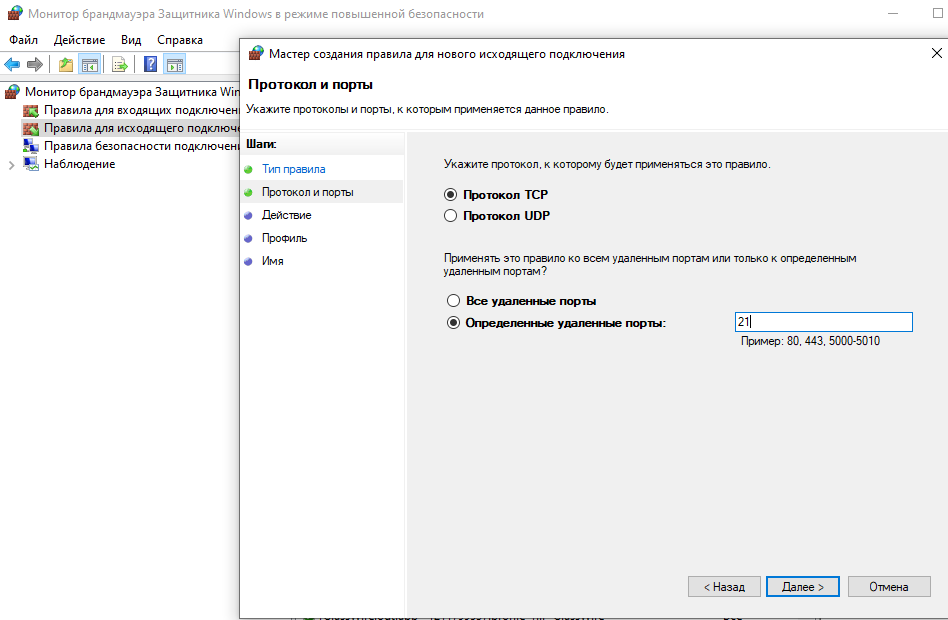 Монитор брандмауэра Защитника Windows в режиме повышенной безопасности
Файл Действие Вид Справка
Монитор брандмауэра Защитника Win
Правила для входящих подключен
Правила для исходящего подключе
Правила безопасности подключени
Наблюдение
Мастер создания правила для нового исходящего подключения
Протокол и порты
Укажите протоколы и порты, к которым применяется данное правило.
Шаги:
Тип правила
Протокол и порты
Действие
Профиль
Имя
Укажите протокол, к которому будет применяться это правило.
Протокол TCP
Протокол UDP
Применять это правило ко всем удаленным портам или только к определенным
удаленным портам?
Все удаленные порты
Определенные удаленные порты:
21
Пример: 80, 443, 5000-5010
< Назад
Далее >
Отмена